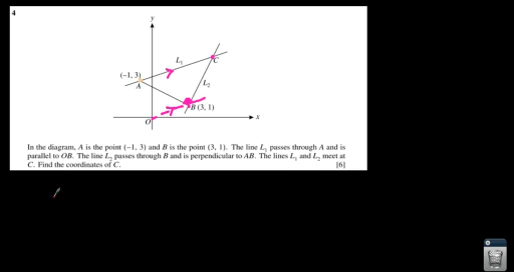 4
y
L₁
C
(−1, 3)
A
L₂
B (3, 1)
O
x
In the diagram, A is the point (−1, 3) and B is the point (3, 1). The line L₁ passes through A and is
parallel to OB. The line L₂ passes through B and is perpendicular to AB. The lines L₁ and L₂ meet at
C. Find the coordinates of C. [6]